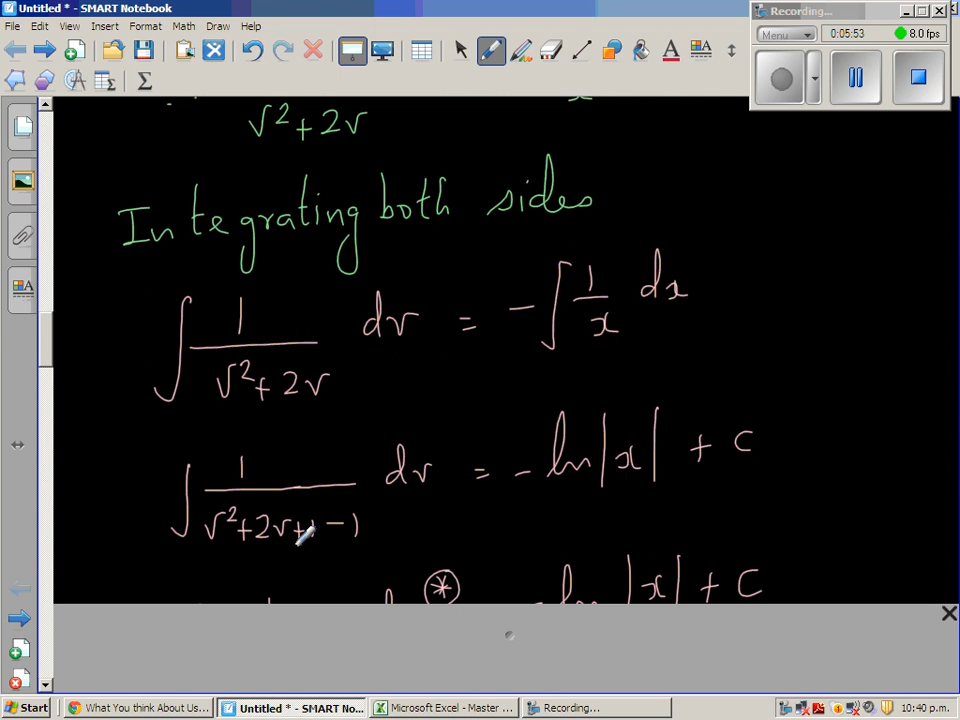 Untitled * - SMART Notebook
File Edit View Insert Format Math Draw Help
Recording...
Menu 0:05:53 8.0 fps
√2+2v
Integrating both sides
∫ 1/(v²+2v) dv = -∫ 1/x dx
∫ 1/(v²+2v+1-1) dv = -ln|x| + c
* -ln|x| + C
Start What You think About Us... Untitled * - SMART No... Microsoft Excel - Master ... Recording... 10:40 p.m.